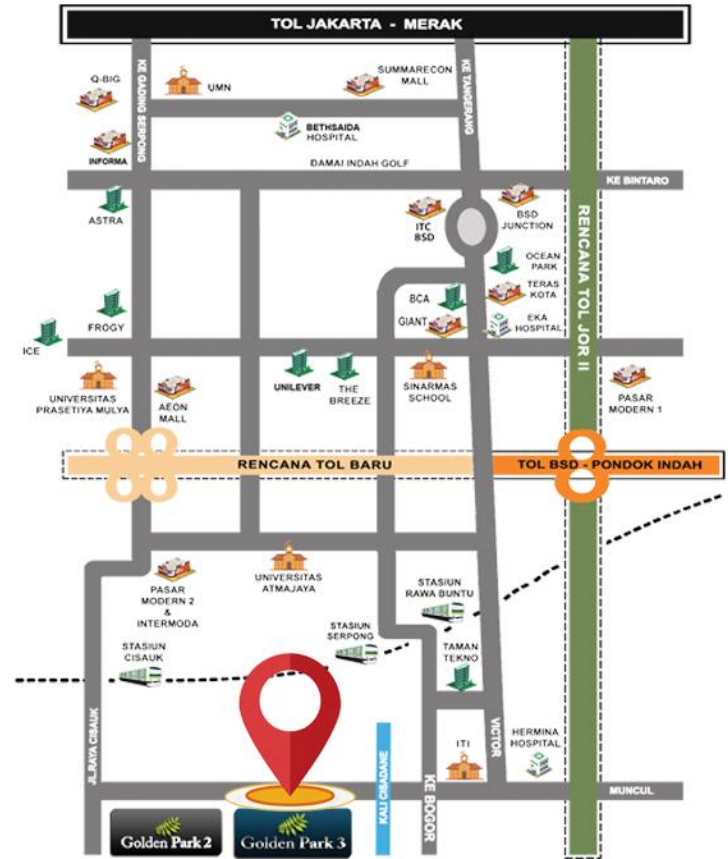 TOL JAKARTA - MERAK
KE GADING SERPONG
KE TANGERANG
Q-BIG
UMN
SUMMARECON
MALL
BETHSAIDA
HOSPITAL
INFORMA
DAMAI INDAH GOLF
KE BINTARO
ASTRA
ITC
BSD
BSD
JUNCTION
RENCANA TOL JOR II
OCEAN
PARK
BCA
TERAS
KOTA
GIANT
EKA
HOSPITAL
FROGY
ICE
UNIVERSITAS
PRASETIYA MULYA
AEON
MALL
UNILEVER
THE
BREEZE
SINARMAS
SCHOOL
PASAR
MODERN 1
RENCANA TOL BARU
TOL BSD - PONDOK INDAH
PASAR
MODERN 2
&
INTERMODA
UNIVERSITAS
ATMAJAYA
STASIUN
RAWA BUNTU
STASIUN
SERPONG
STASIUN
CISAUK
TAMAN
TEKNO
JL.RAYA CISAUK
KALI CISADANE
KE BOGOR
VICTOR
ITI
HERMINA
HOSPITAL
MUNCUL
Golden Park 2
Golden Park 3